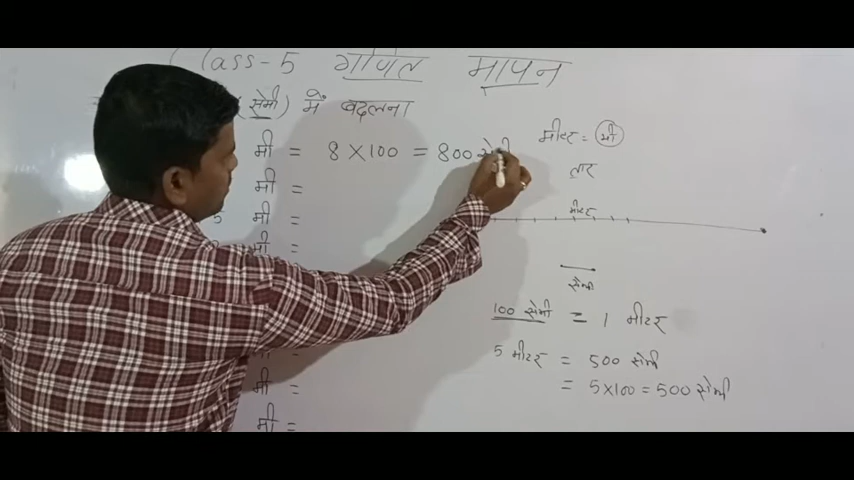 Class-5 गणित मापन
(सेमी) में बदलना
मी = 8 × 100 = 800 सेमी
मी =
5 मी =
मी =
मी =
मी =
मीटर = मी
तार
मीटर
सेमी
100 सेमी = 1 मीटर
5 मीटर = 500 सेमी
= 5×100 = 500 सेमी